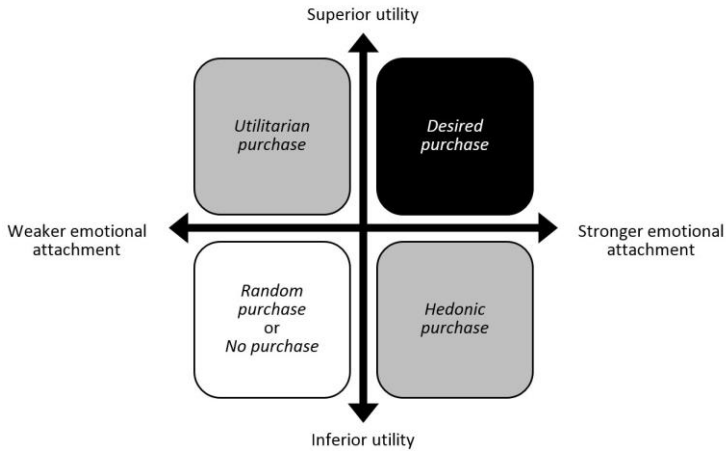 Superior utility
Utilitarian
purchase
Desired
purchase
Weaker emotional
attachment
Stronger emotional
attachment
Random
purchase
or
No purchase
Hedonic
purchase
Inferior utility